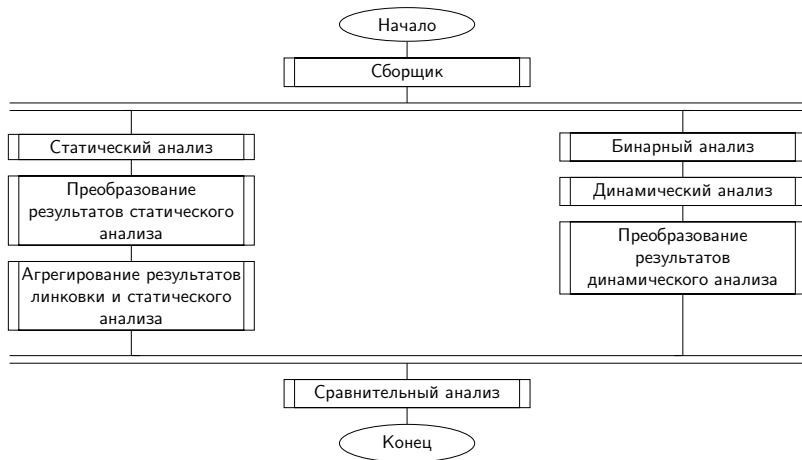 Начало
Сборщик
Статический анализ
Преобразование
результатов статического
анализа
Агрегирование результатов
линковки и статического
анализа
Бинарный анализ
Динамический анализ
Преобразование
результатов
динамического анализа
Сравнительный анализ
Конец